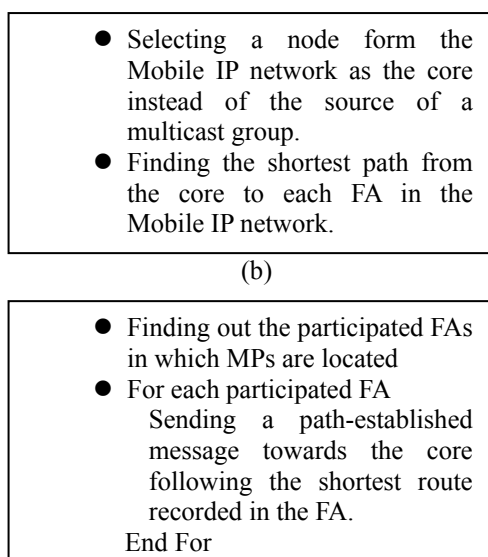 ● Selecting a node form the
Mobile IP network as the core
instead of the source of a
multicast group.
● Finding the shortest path from
the core to each FA in the
Mobile IP network.
(b)
● Finding out the participated FAs
in which MPs are located
● For each participated FA
Sending a path-established
message towards the core
following the shortest route
recorded in the FA.
End For